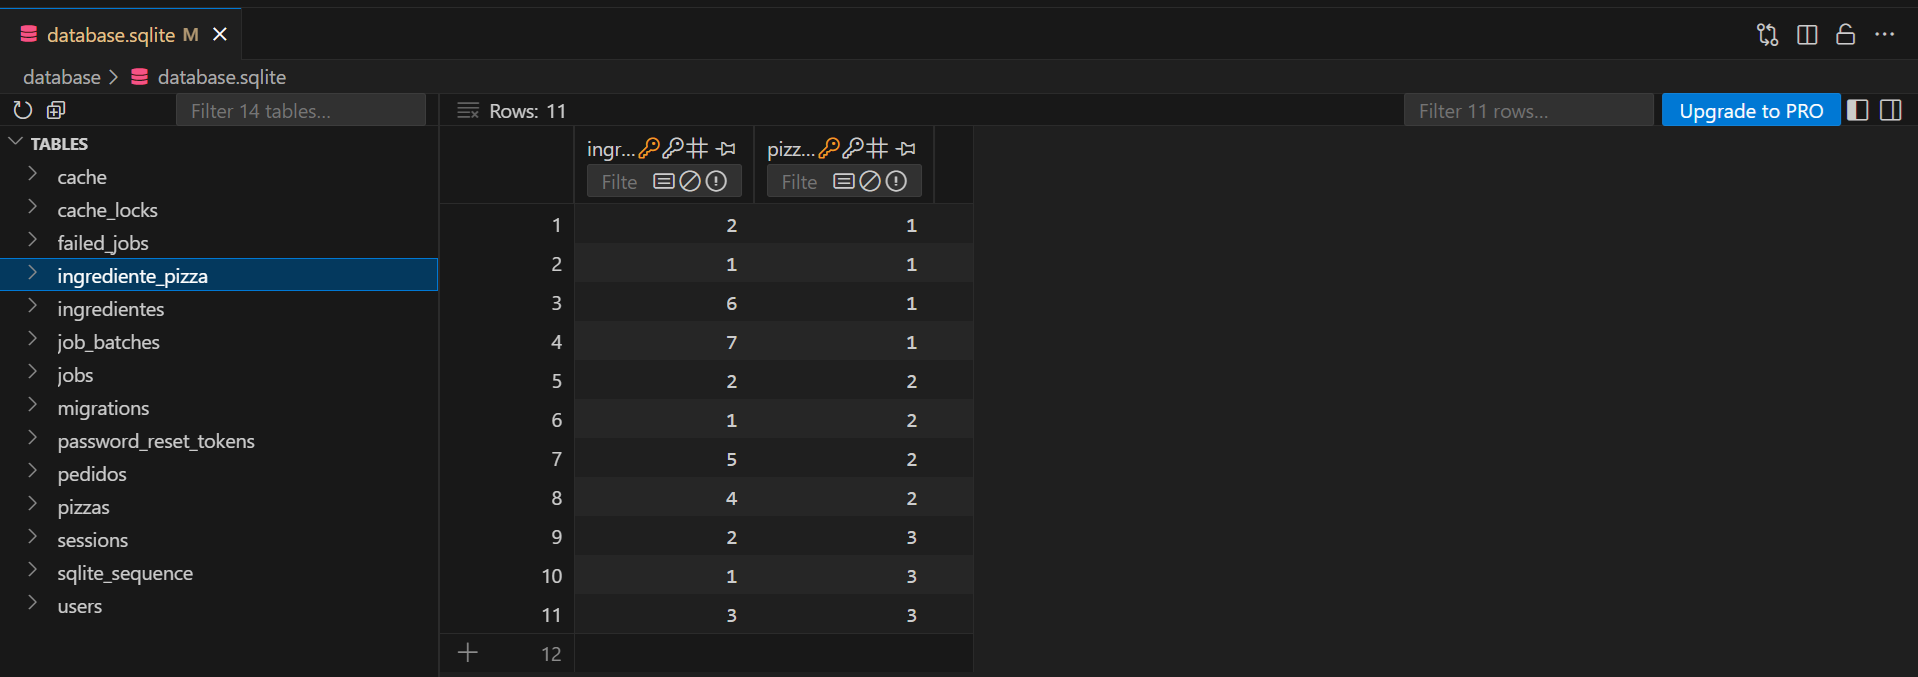 database.sqlite M
database > database.sqlite
Filter 14 tables...
Rows: 11
Filter 11 rows...
Upgrade to PRO
TABLES
cache
cache_locks
failed_jobs
ingrediente_pizza
ingredientes
job_batches
jobs
migrations
password_reset_tokens
pedidos
pizzas
sessions
sqlite_sequence
users
ingr... pizz...
Filte Filte
1 2 1
2 1 1
3 6 1
4 7 1
5 2 2
6 1 2
7 5 2
8 4 2
9 2 3
10 1 3
11 3 3
12